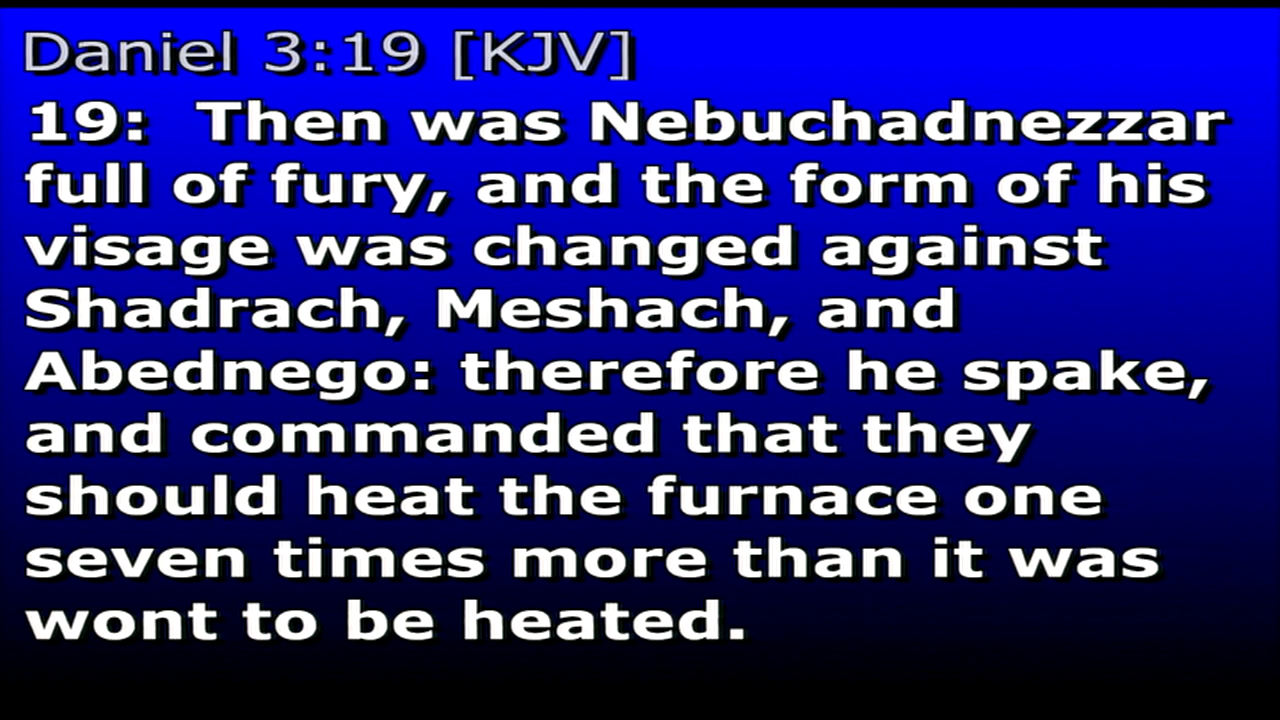 Daniel 3:19 [KJV]
19: Then was Nebuchadnezzar
full of fury, and the form of his
visage was changed against
Shadrach, Meshach, and
Abednego: therefore he spake,
and commanded that they
should heat the furnace one
seven times more than it was
wont to be heated.